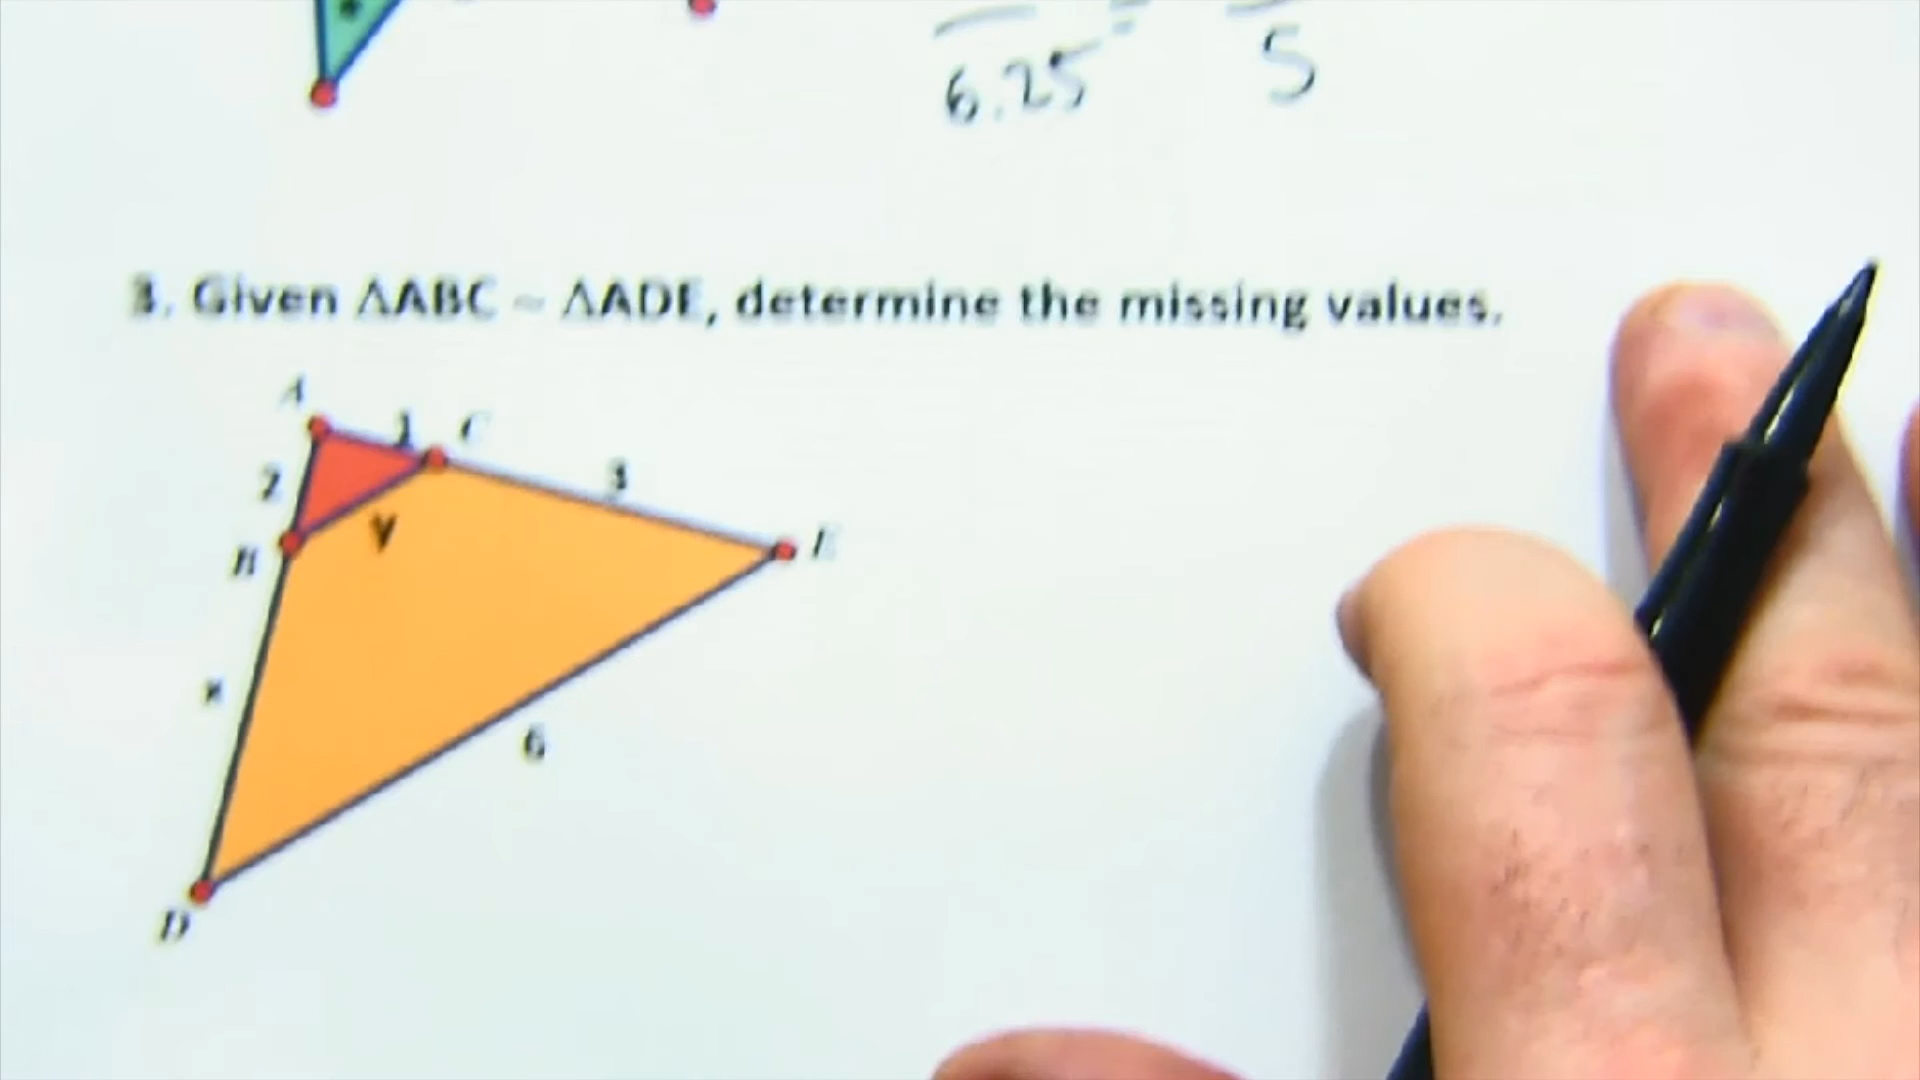 6.25
=
5
3. Given ΔABC ~ ΔADE, determine the missing values.
A
1
C
2
3
B
y
E
x
6
D